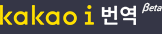 kakao i 번역 Beta